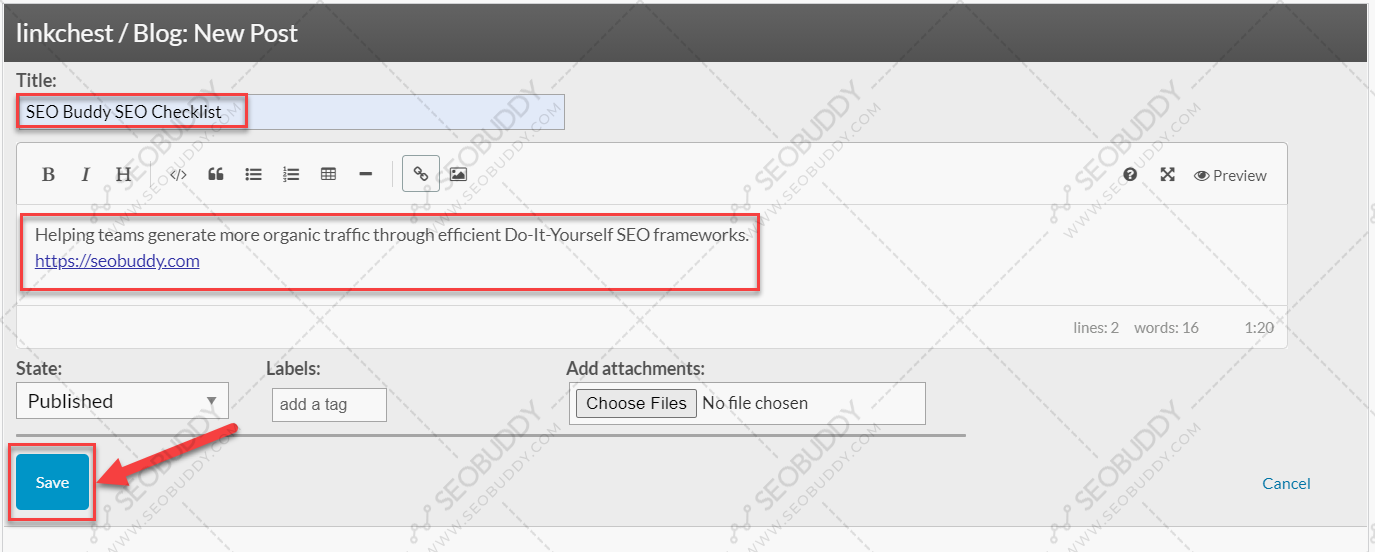 linkchest / Blog: New Post
Title:
SEO Buddy SEO Checklist
B I H
Preview
Helping teams generate more organic traffic through efficient Do-It-Yourself SEO frameworks.
https://seobuddy.com
lines: 2 words: 16 1:20
State: Labels: Add attachments:
Published add a tag Choose Files No file chosen
Save
Cancel
SEOBUDDY
WWW.SEOBUDDY.COM